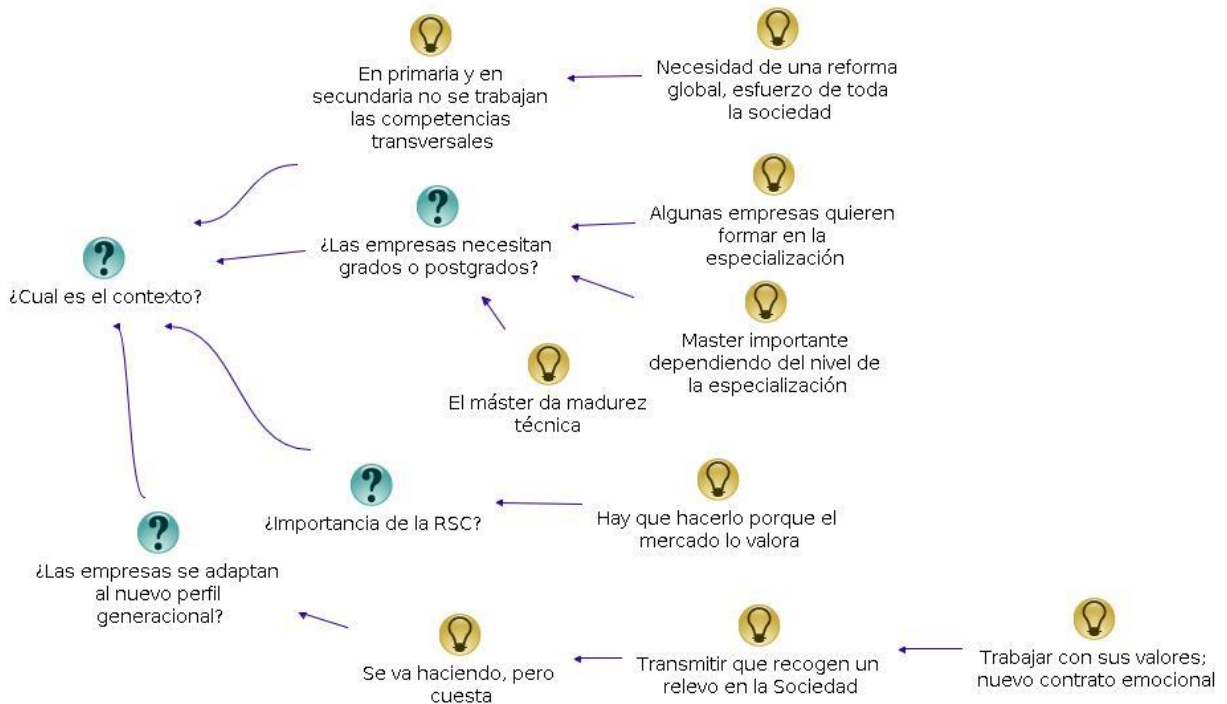 En primaria y en
secundaria no se trabajan
las competencias
transversales
Necesidad de una reforma
global, esfuerzo de toda
la sociedad
¿Las empresas necesitan
grados o postgrados?
Algunas empresas quieren
formar en la
especialización
¿Cual es el contexto?
Master importante
dependiendo del nivel de
la especialización
El máster da madurez
técnica
¿Importancia de la RSC?
Hay que hacerlo porque el
mercado lo valora
¿Las empresas se adaptan
al nuevo perfil
generacional?
Se va haciendo, pero
cuesta
Transmitir que recogen un
relevo en la Sociedad
Trabajar con sus valores;
nuevo contrato emocional